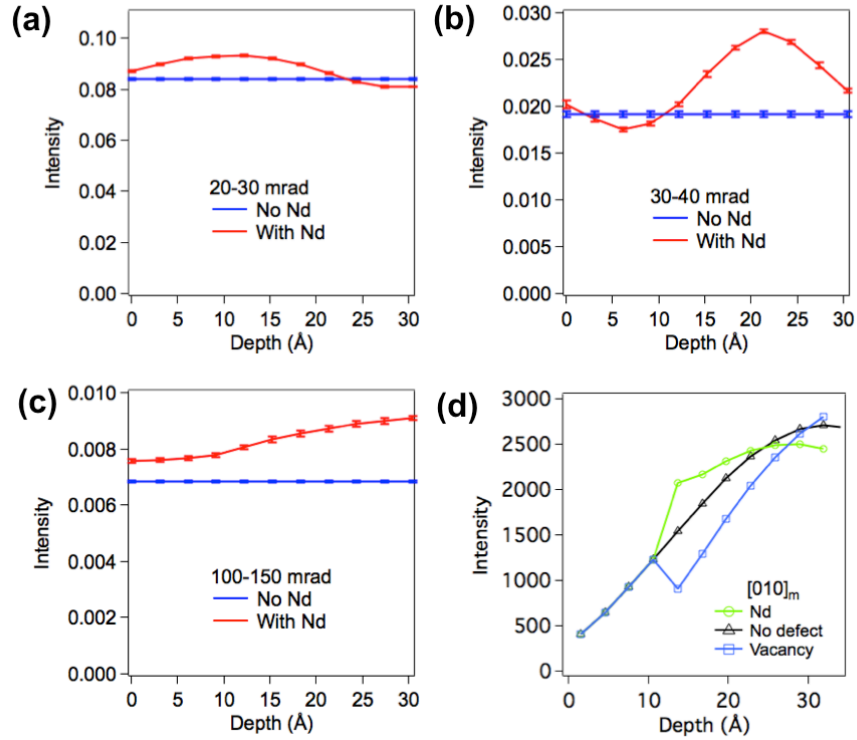 (a)
Intensity
0.10
0.08
0.06
0.04
0.02
0.00
20-30 mrad
No Nd
With Nd
0 5 10 15 20 25 30
Depth (Å)
(b)
Intensity
0.030
0.025
0.020
0.015
0.010
0.005
0.000
30-40 mrad
No Nd
With Nd
0 5 10 15 20 25 30
Depth (Å)
(c)
Intensity
0.010
0.008
0.006
0.004
0.002
0.000
100-150 mrad
No Nd
With Nd
0 5 10 15 20 25 30
Depth (Å)
(d)
Intensity
3000
2500
2000
1500
1000
500
0
[010]m
Nd
No defect
Vacancy
0 10 20 30
Depth (Å)